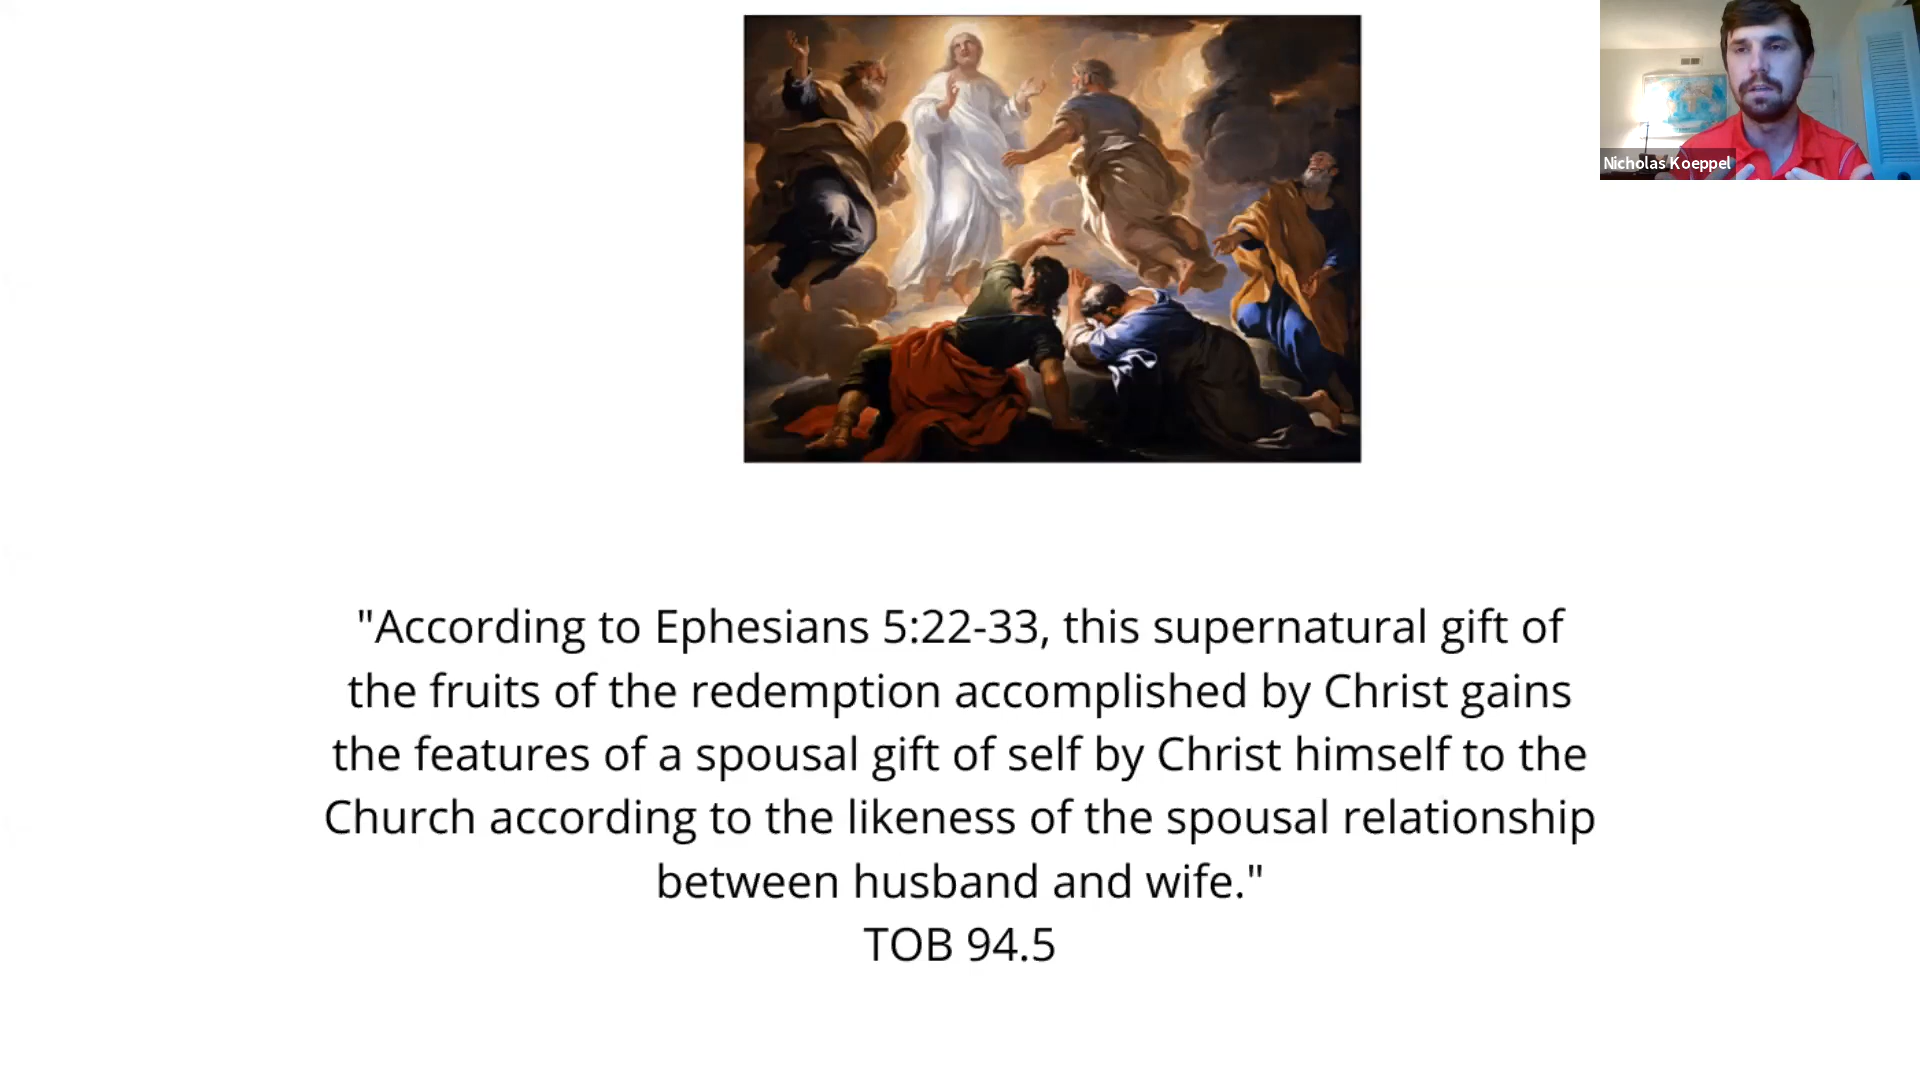 Nicholas Koeppel
"According to Ephesians 5:22-33, this supernatural gift of
the fruits of the redemption accomplished by Christ gains
the features of a spousal gift of self by Christ himself to the
Church according to the likeness of the spousal relationship
between husband and wife."
TOB 94.5